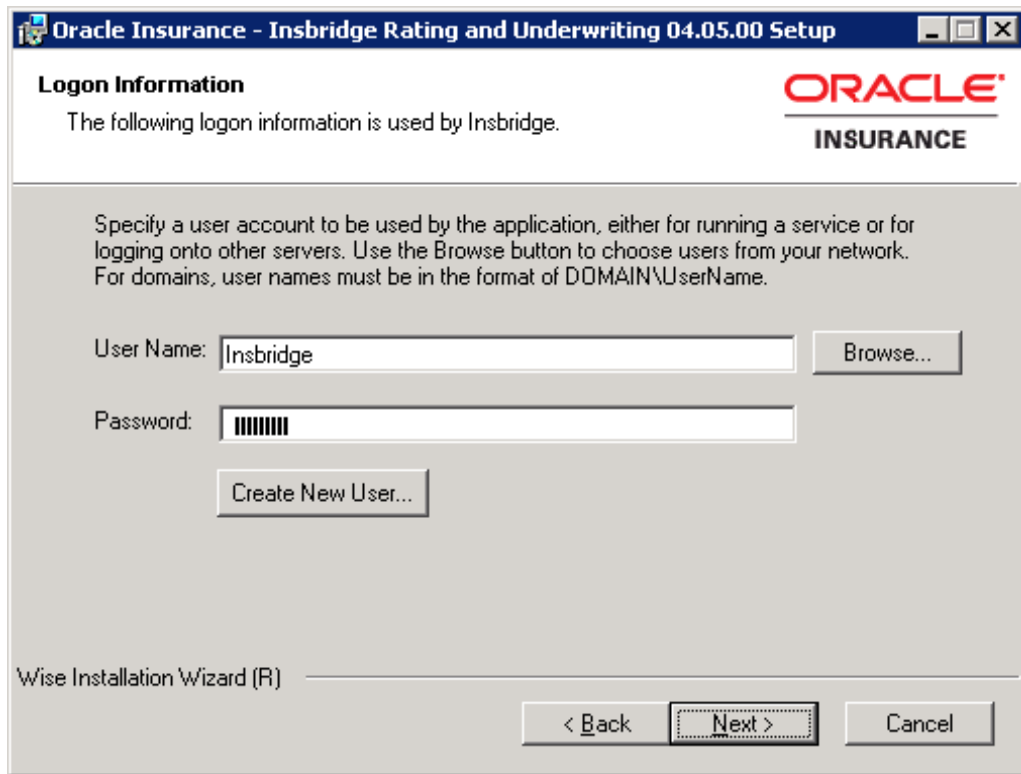 Oracle Insurance - Insbridge Rating and Underwriting 04.05.00 Setup
Logon Information
The following logon information is used by Insbridge.
ORACLE
INSURANCE
Specify a user account to be used by the application, either for running a service or for
logging onto other servers. Use the Browse button to choose users from your network.
For domains, user names must be in the format of DOMAIN\UserName.
User Name: Insbridge Browse...
Password:
Create New User...
Wise Installation Wizard (R)
< Back Next > Cancel